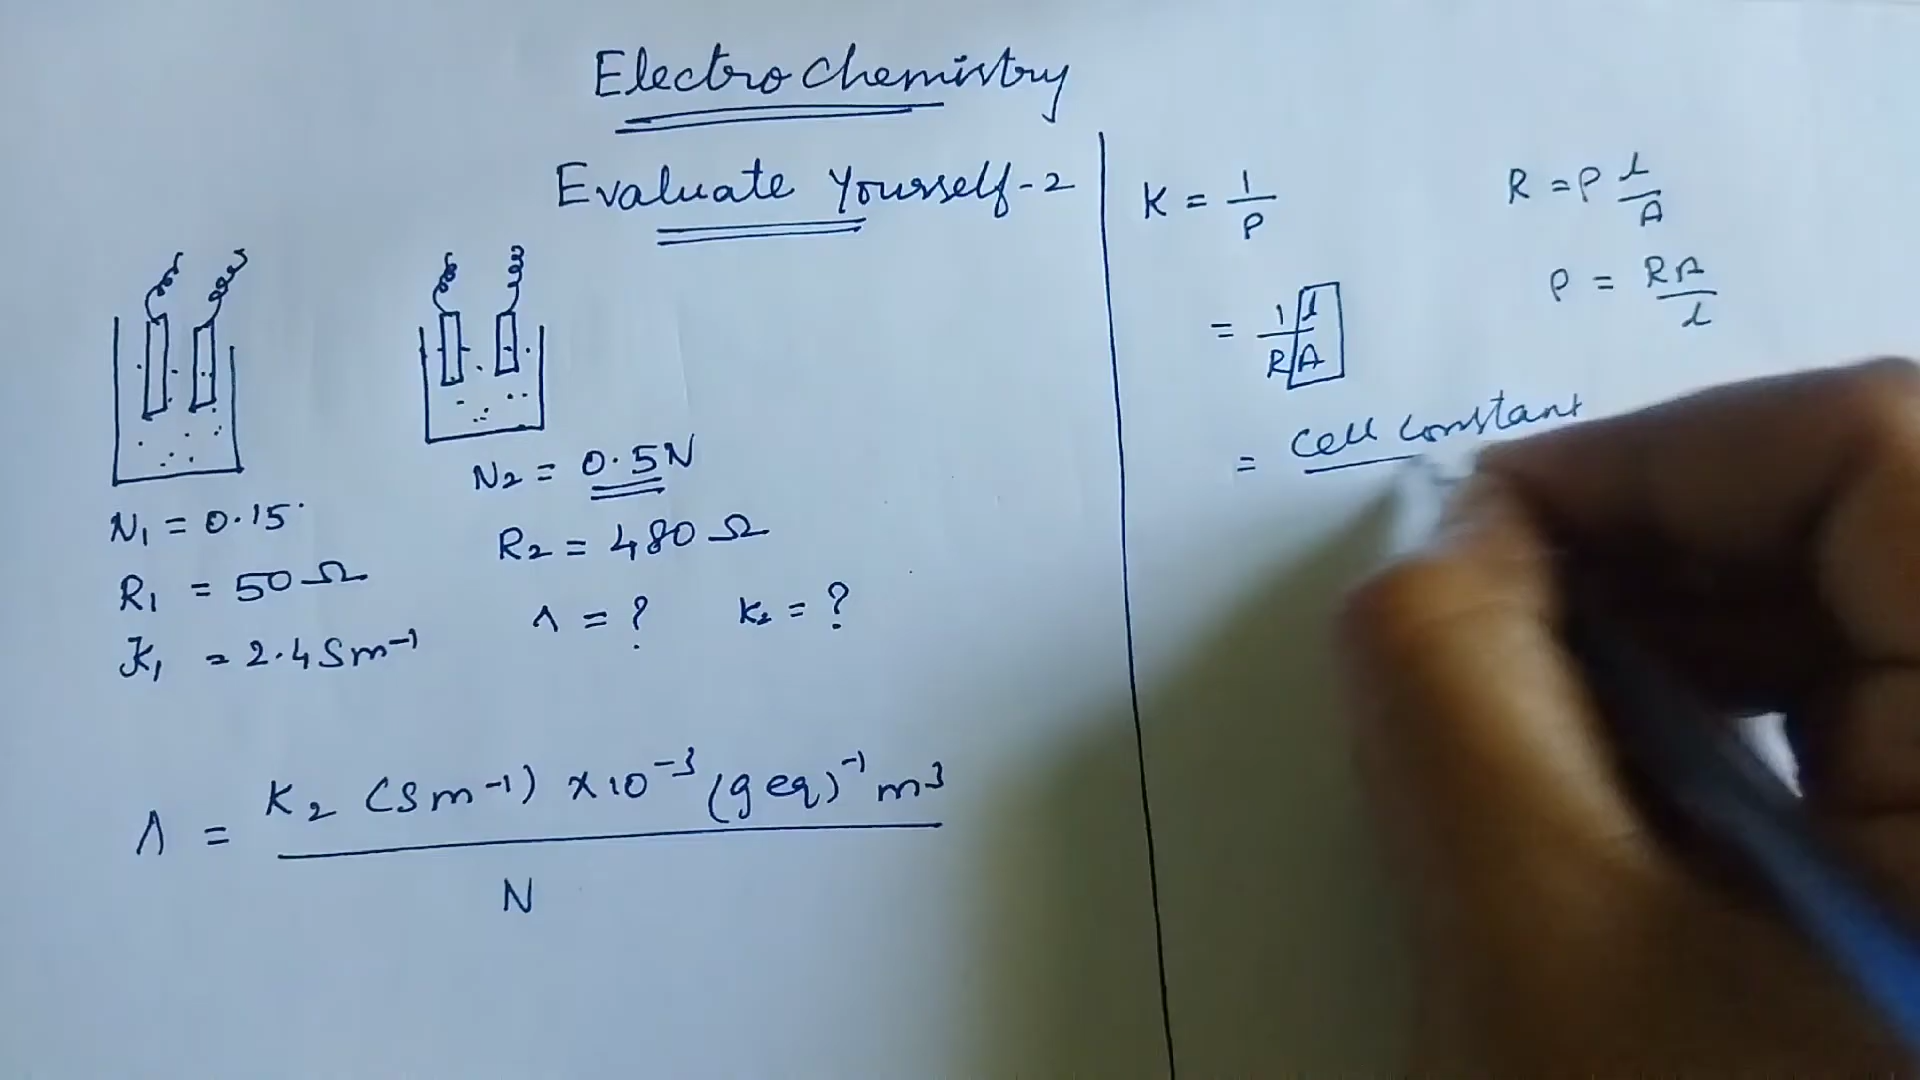 Electro Chemistry
Evaluate Yourself-2
N₁ = 0.15
R₁ = 50 Ω
K₁ = 2.4 Sm⁻¹
N₂ = 0.5N
R₂ = 480 Ω
Λ = ? K₂ = ?
Λ = K₂ (Sm⁻¹) × 10⁻³ (g eq)⁻¹ m³ / N
K = 1/ρ
= 1/R l/A
= Cell constant
R = ρ l/A
ρ = RA/l